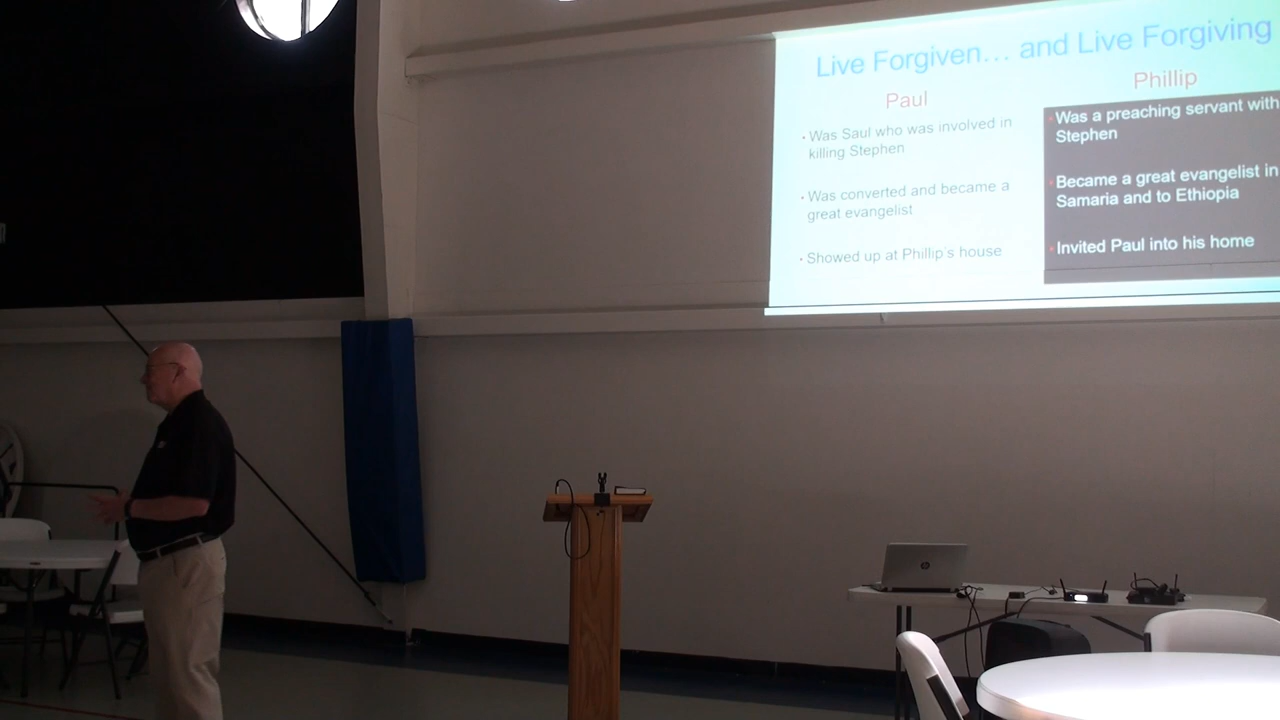 Live Forgiven... and Live Forgiving
Paul
• Was Saul who was involved in
killing Stephen
• Was converted and became a
great evangelist
• Showed up at Phillip's house
Phillip
• Was a preaching servant with
Stephen
• Became a great evangelist in
Samaria and to Ethiopia
• Invited Paul into his home
hp